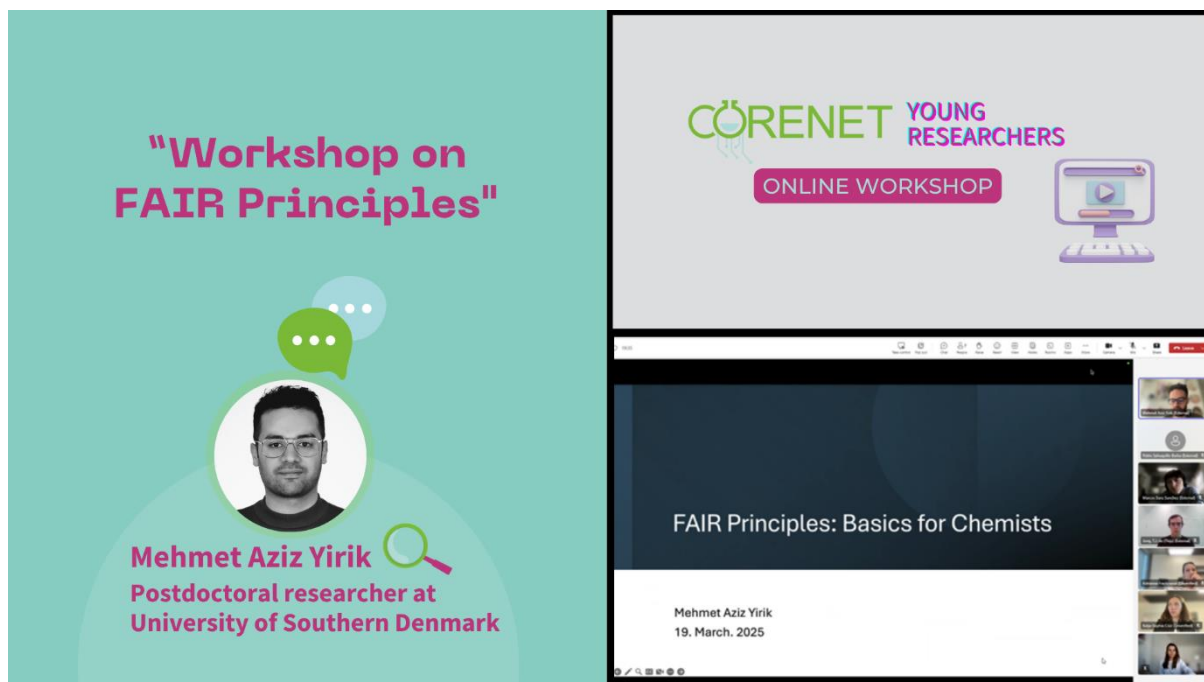 “Workshop on
FAIR Principles"
Mehmet Aziz Yirik
Postdoctoral researcher at
University of Southern Denmark
CORENET YOUNG
RESEARCHERS
ONLINE WORKSHOP
Leave
FAIR Principles: Basics for Chemists
Mehmet Aziz Yirik
19. March. 2025